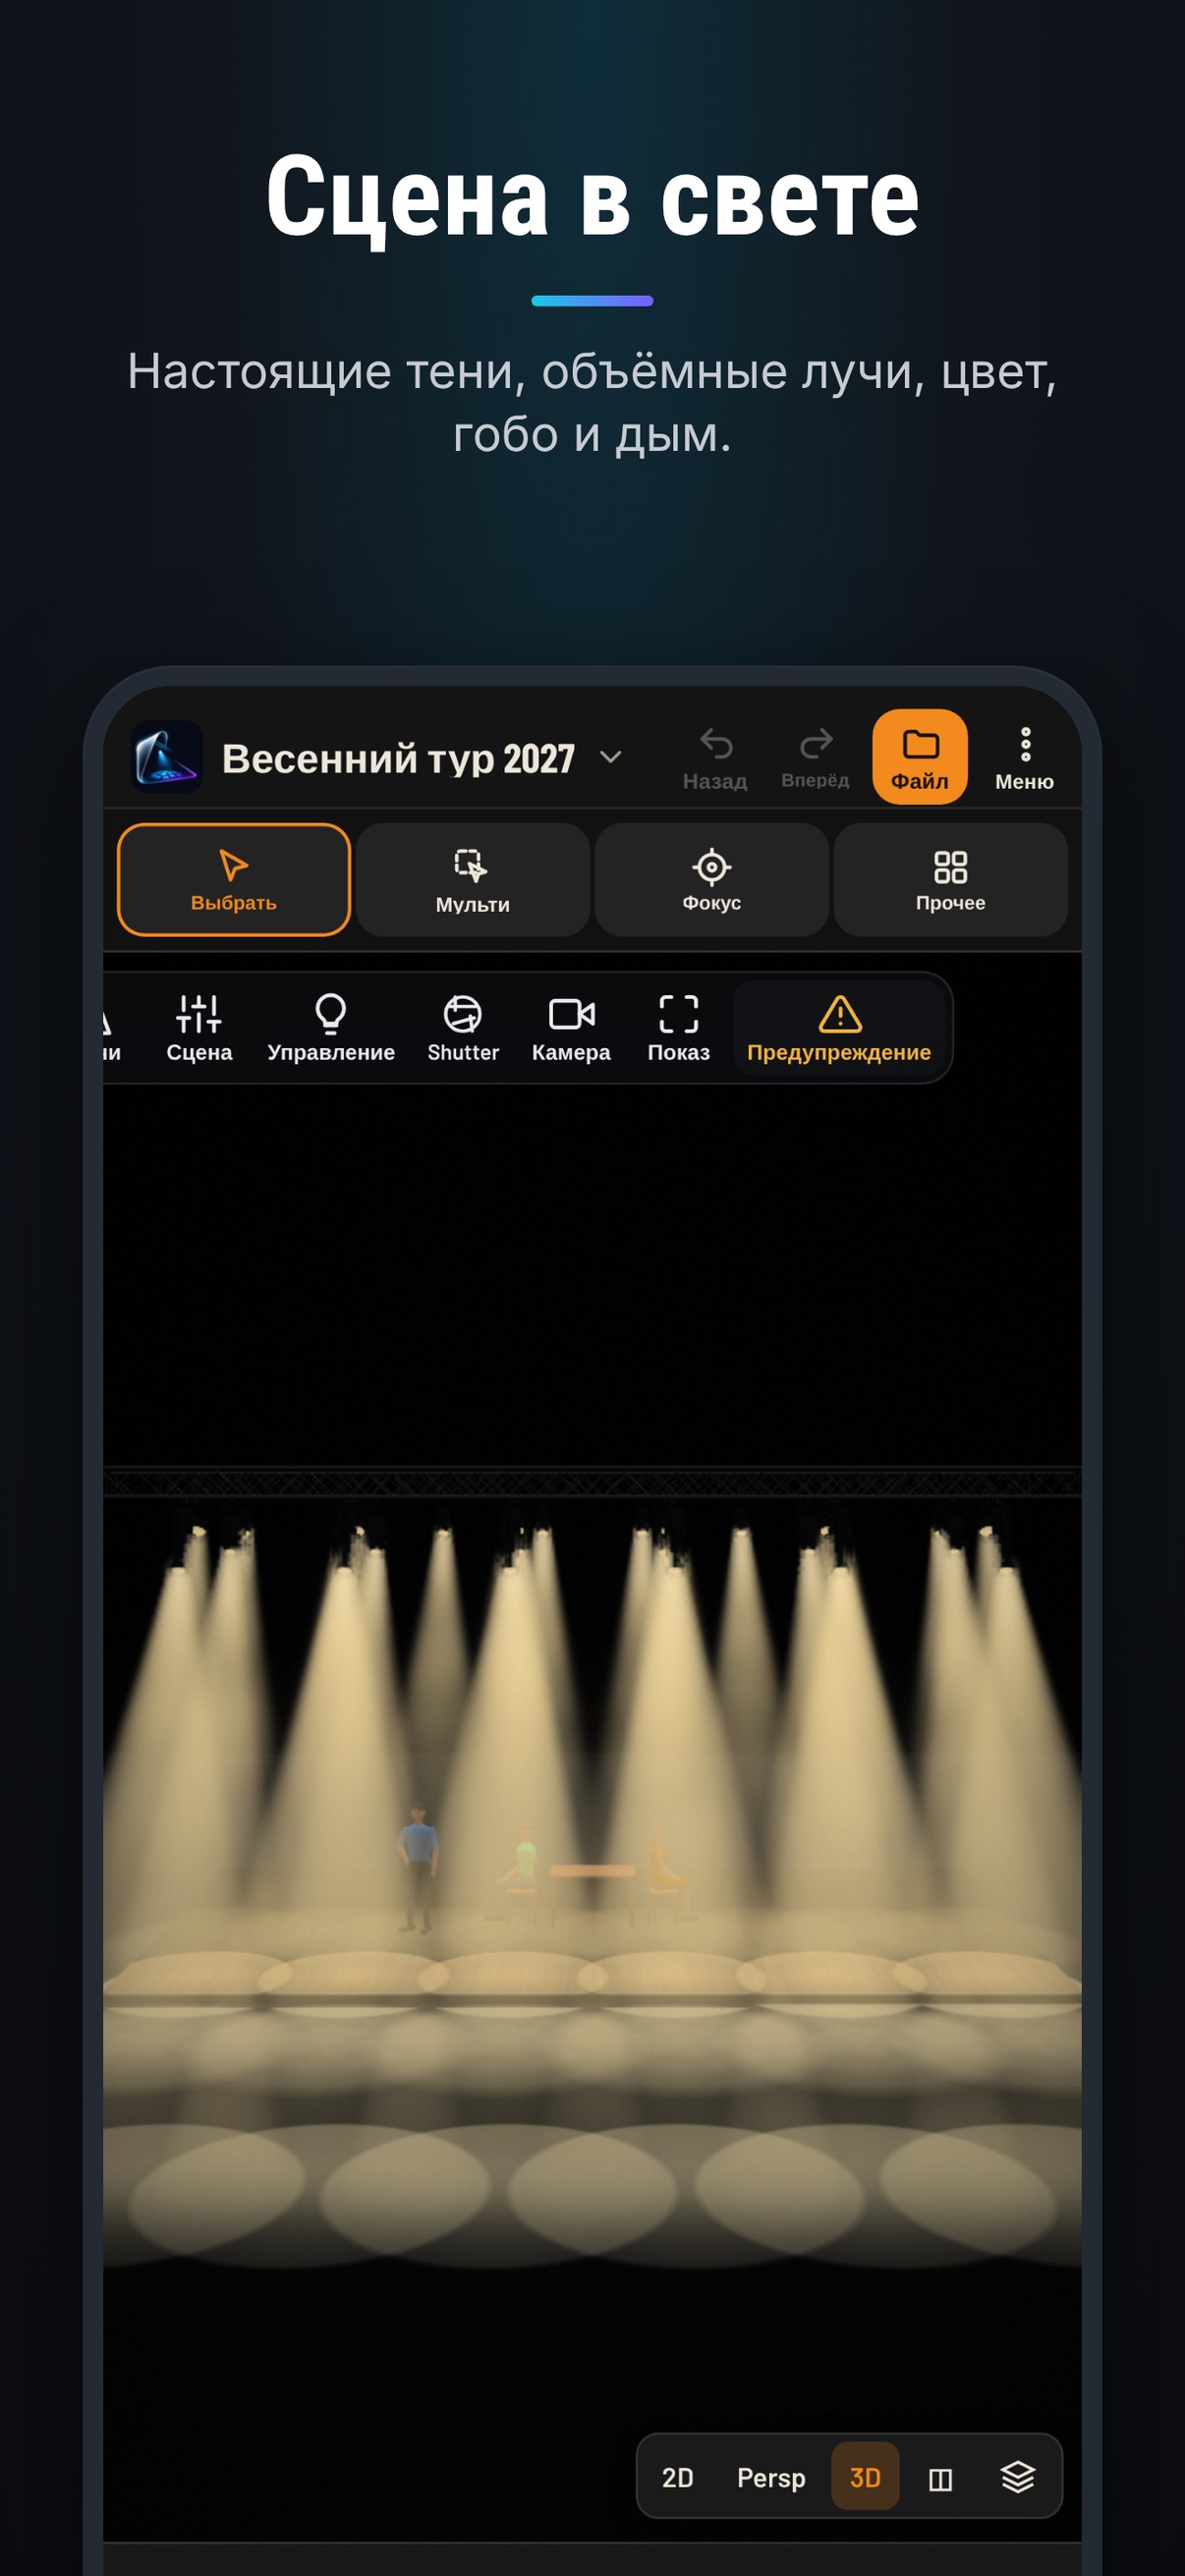 Сцена в свете
Настоящие тени, объёмные лучи, цвет,
гобо и дым.
Весенний тур 2027
Назад
Вперёд
Файл
Меню
Выбрать
Мульти
Фокус
Прочее
Сцена
Управление
Shutter
Камера
Показ
Предупреждение
2D
Persp
3D